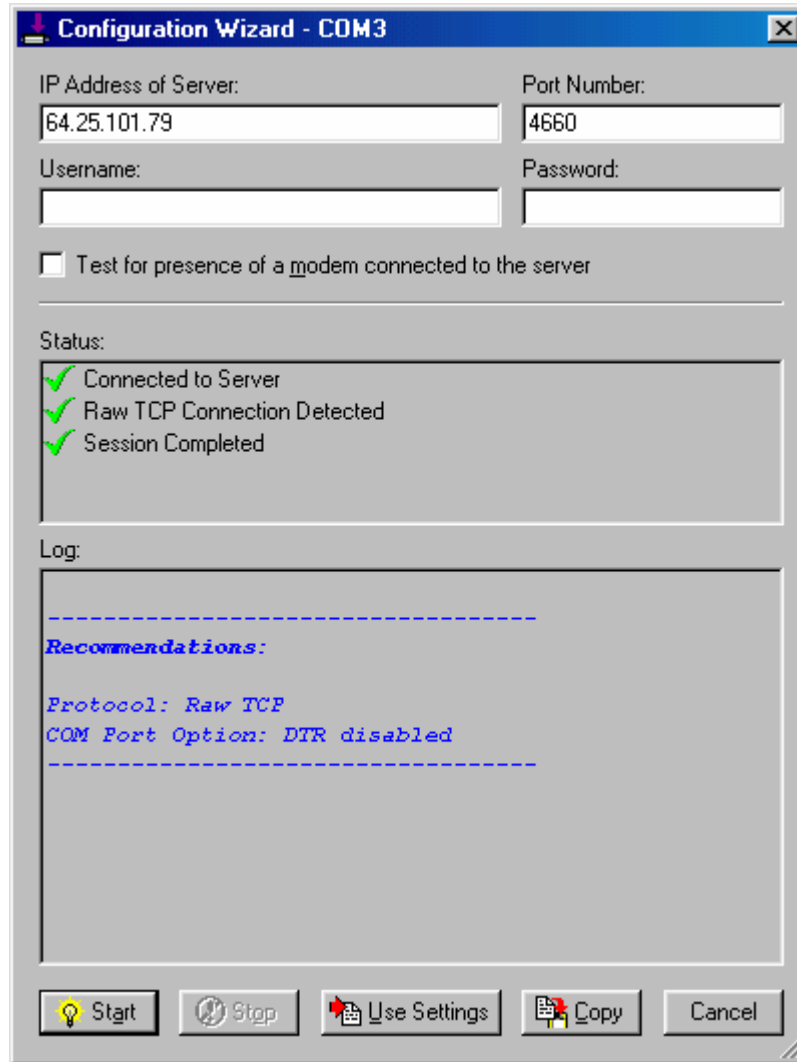 Configuration Wizard - COM3
IP Address of Server: Port Number:
64.25.101.79 4660
Username: Password:
Test for presence of a modem connected to the server
Status:
Connected to Server
Raw TCP Connection Detected
Session Completed
Log:
-----------------------------------
Recommendations:
Protocol: Raw TCP
COM Port Option: DTR disabled
-----------------------------------
Start Stop Use Settings Copy Cancel